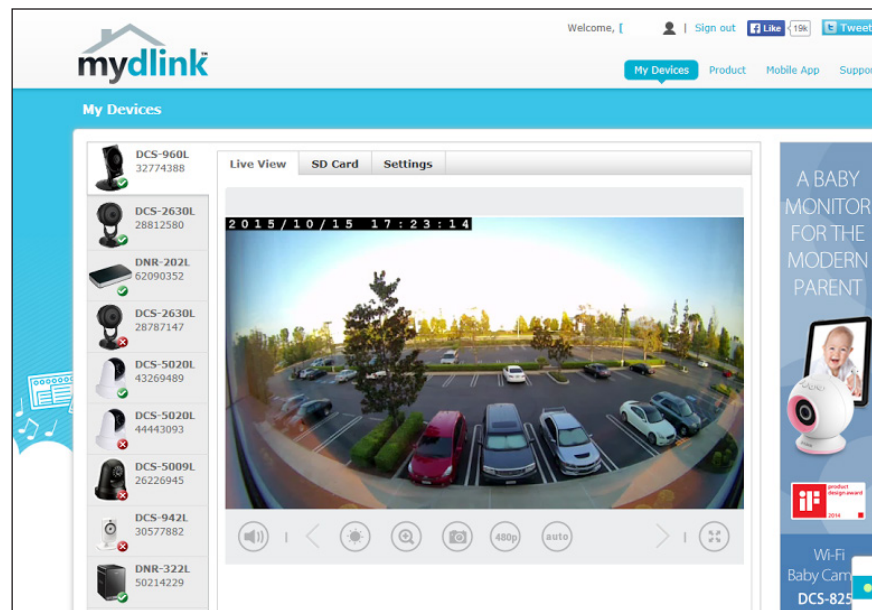 Welcome, [
Sign out
Like
19k
Tweet
mydlink™
My Devices
Product
Mobile App
Suppor
My Devices
DCS-960L
32774388
DCS-2630L
28812580
DNR-202L
62090352
DCS-2630L
28787147
DCS-5020L
43269489
DCS-5020L
44443093
DCS-5009L
26226945
DCS-942L
30577882
DNR-322L
50214229
Live View
SD Card
Settings
2015/10/15 17:23:14
480p
auto
A BABY
MONITOR
FOR THE
MODERN
PARENT
iF
product
design award
2014
Wi-Fi
Baby Cam
DCS-825